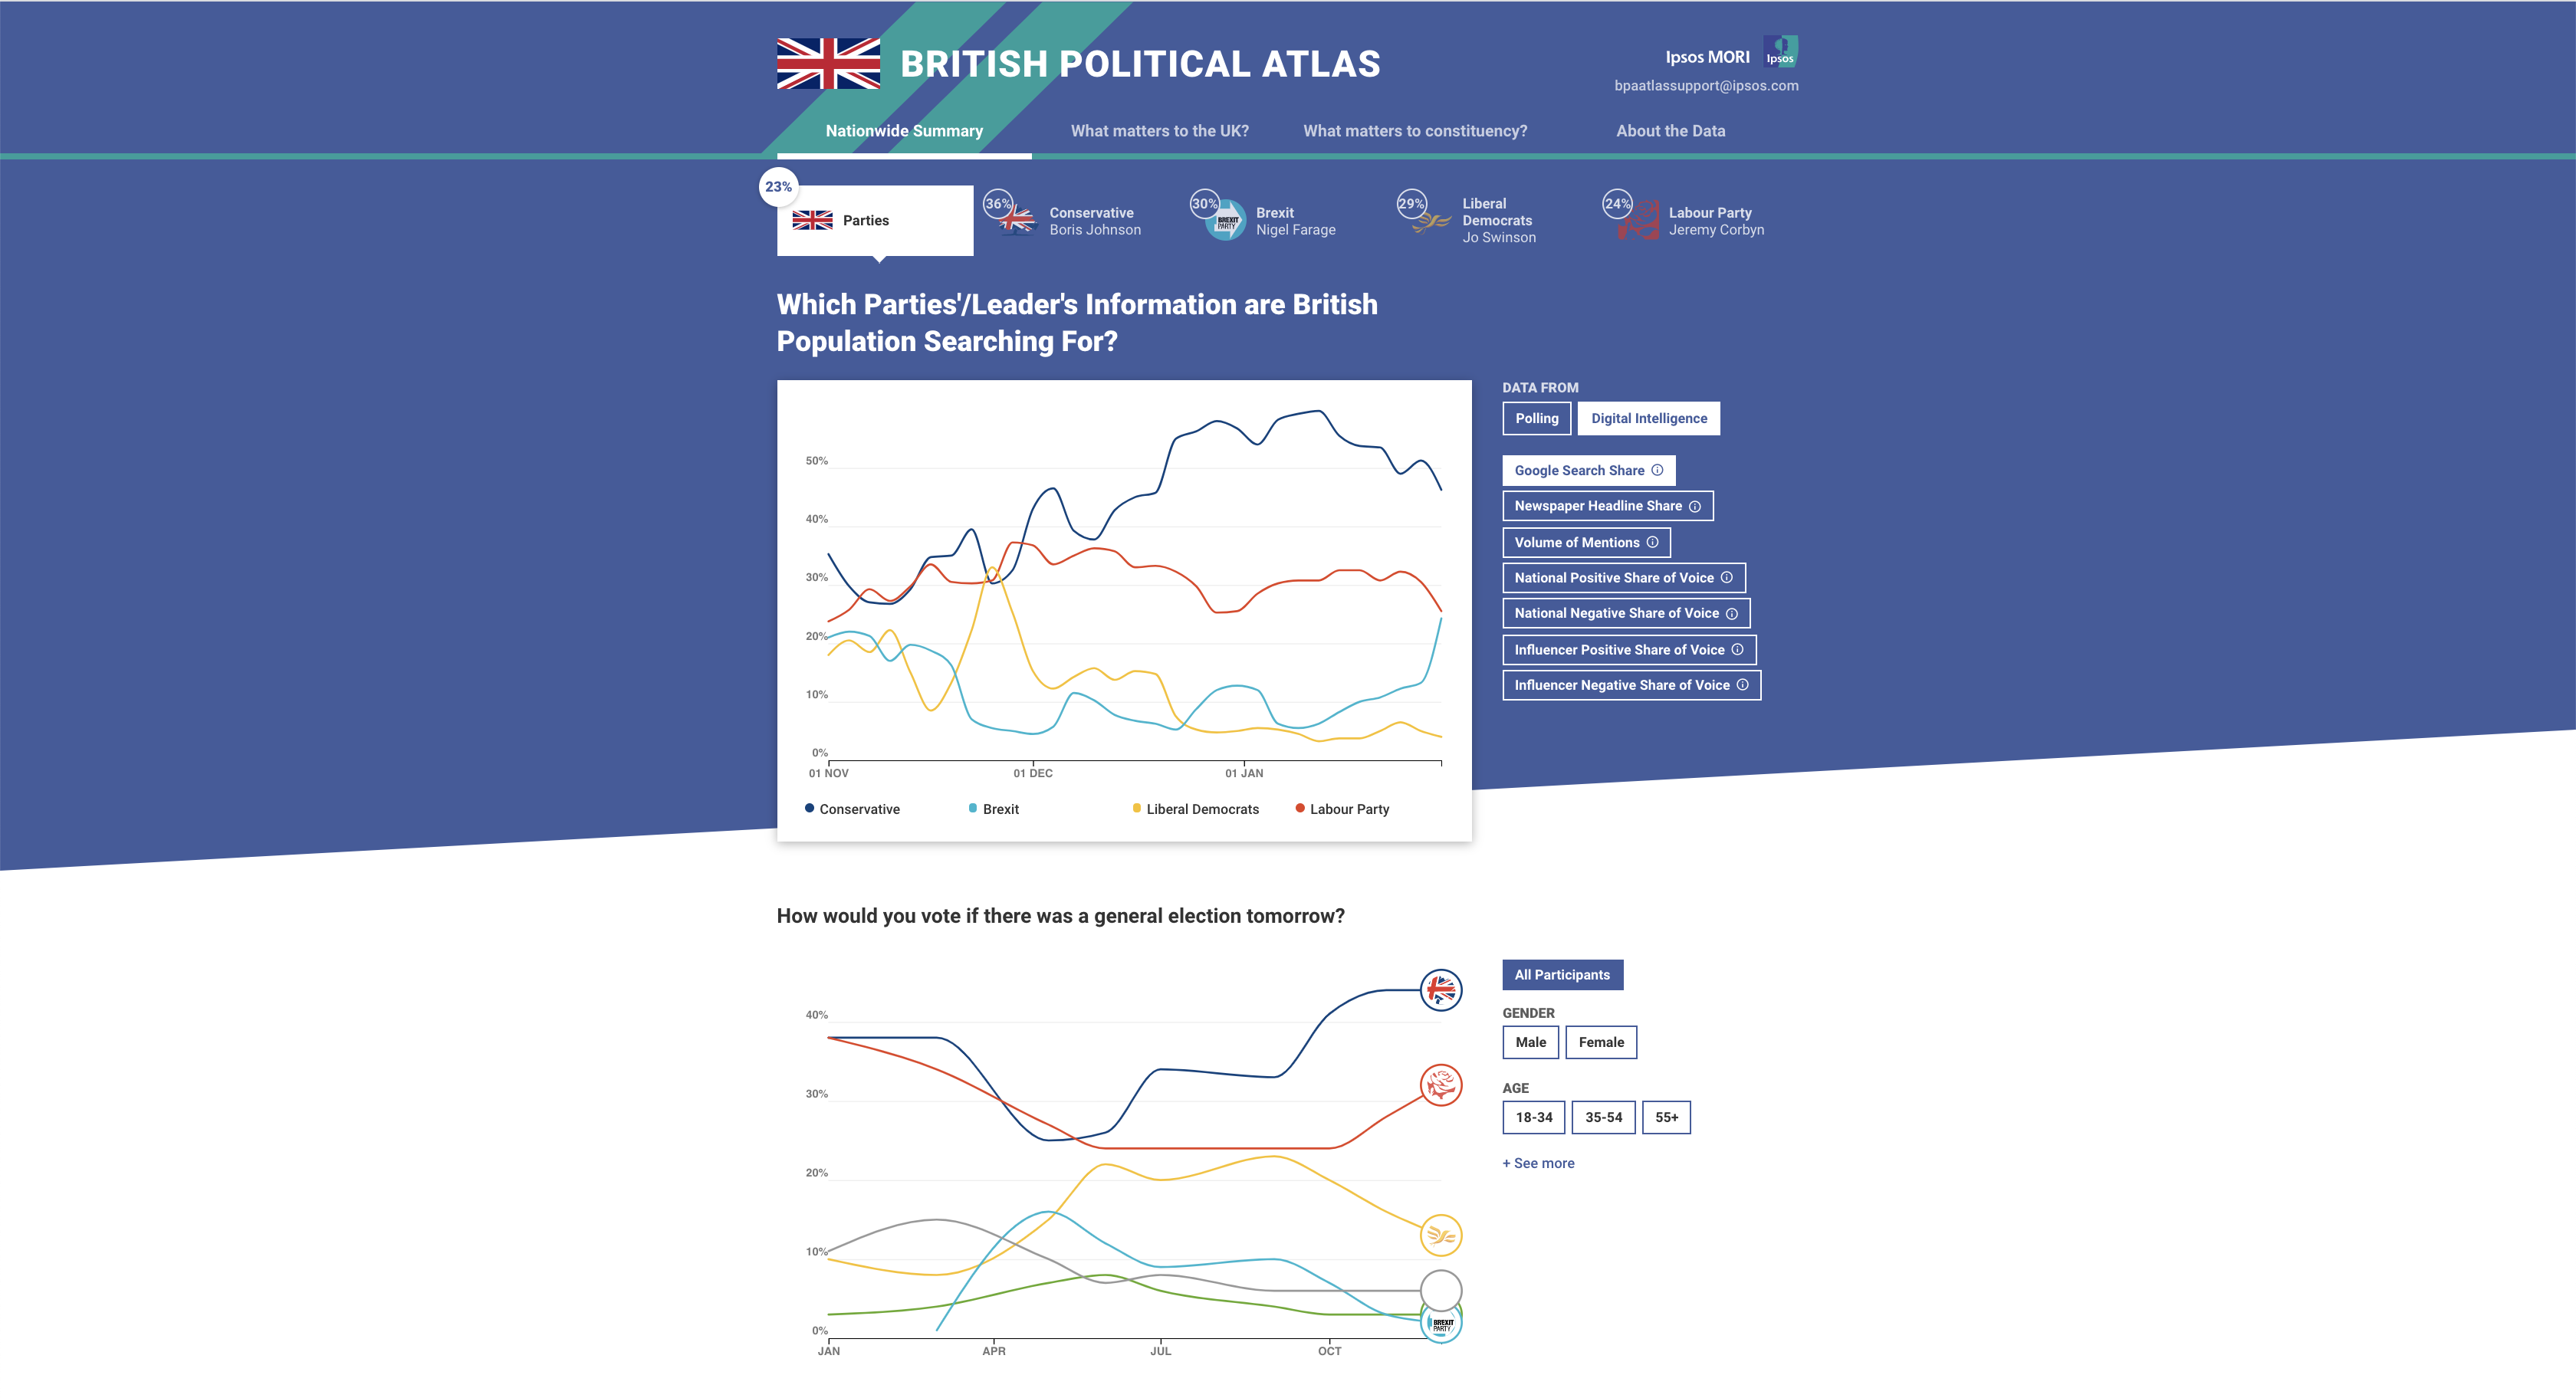 BRITISH POLITICAL ATLAS
Ipsos MORI
Ipsos
bpaatlassupport@ipsos.com
Nationwide Summary
What matters to the UK?
What matters to constituency?
About the Data
23%
Parties
36%
Conservative
Boris Johnson
30%
BREXIT
PARTY
Brexit
Nigel Farage
29%
Liberal
Democrats
Jo Swinson
24%
Labour Party
Jeremy Corbyn
Which Parties'/Leader's Information are British
Population Searching For?
50%
40%
30%
20%
10%
0%
01 NOV
01 DEC
01 JAN
Conservative
Brexit
Liberal Democrats
Labour Party
DATA FROM
Polling
Digital Intelligence
Google Search Share
Newspaper Headline Share
Volume of Mentions
National Positive Share of Voice
National Negative Share of Voice
Influencer Positive Share of Voice
Influencer Negative Share of Voice
How would you vote if there was a general election tomorrow?
40%
30%
20%
10%
0%
JAN
APR
JUL
OCT
BREXIT
PARTY
All Participants
GENDER
Male
Female
AGE
18-34
35-54
55+
+ See more